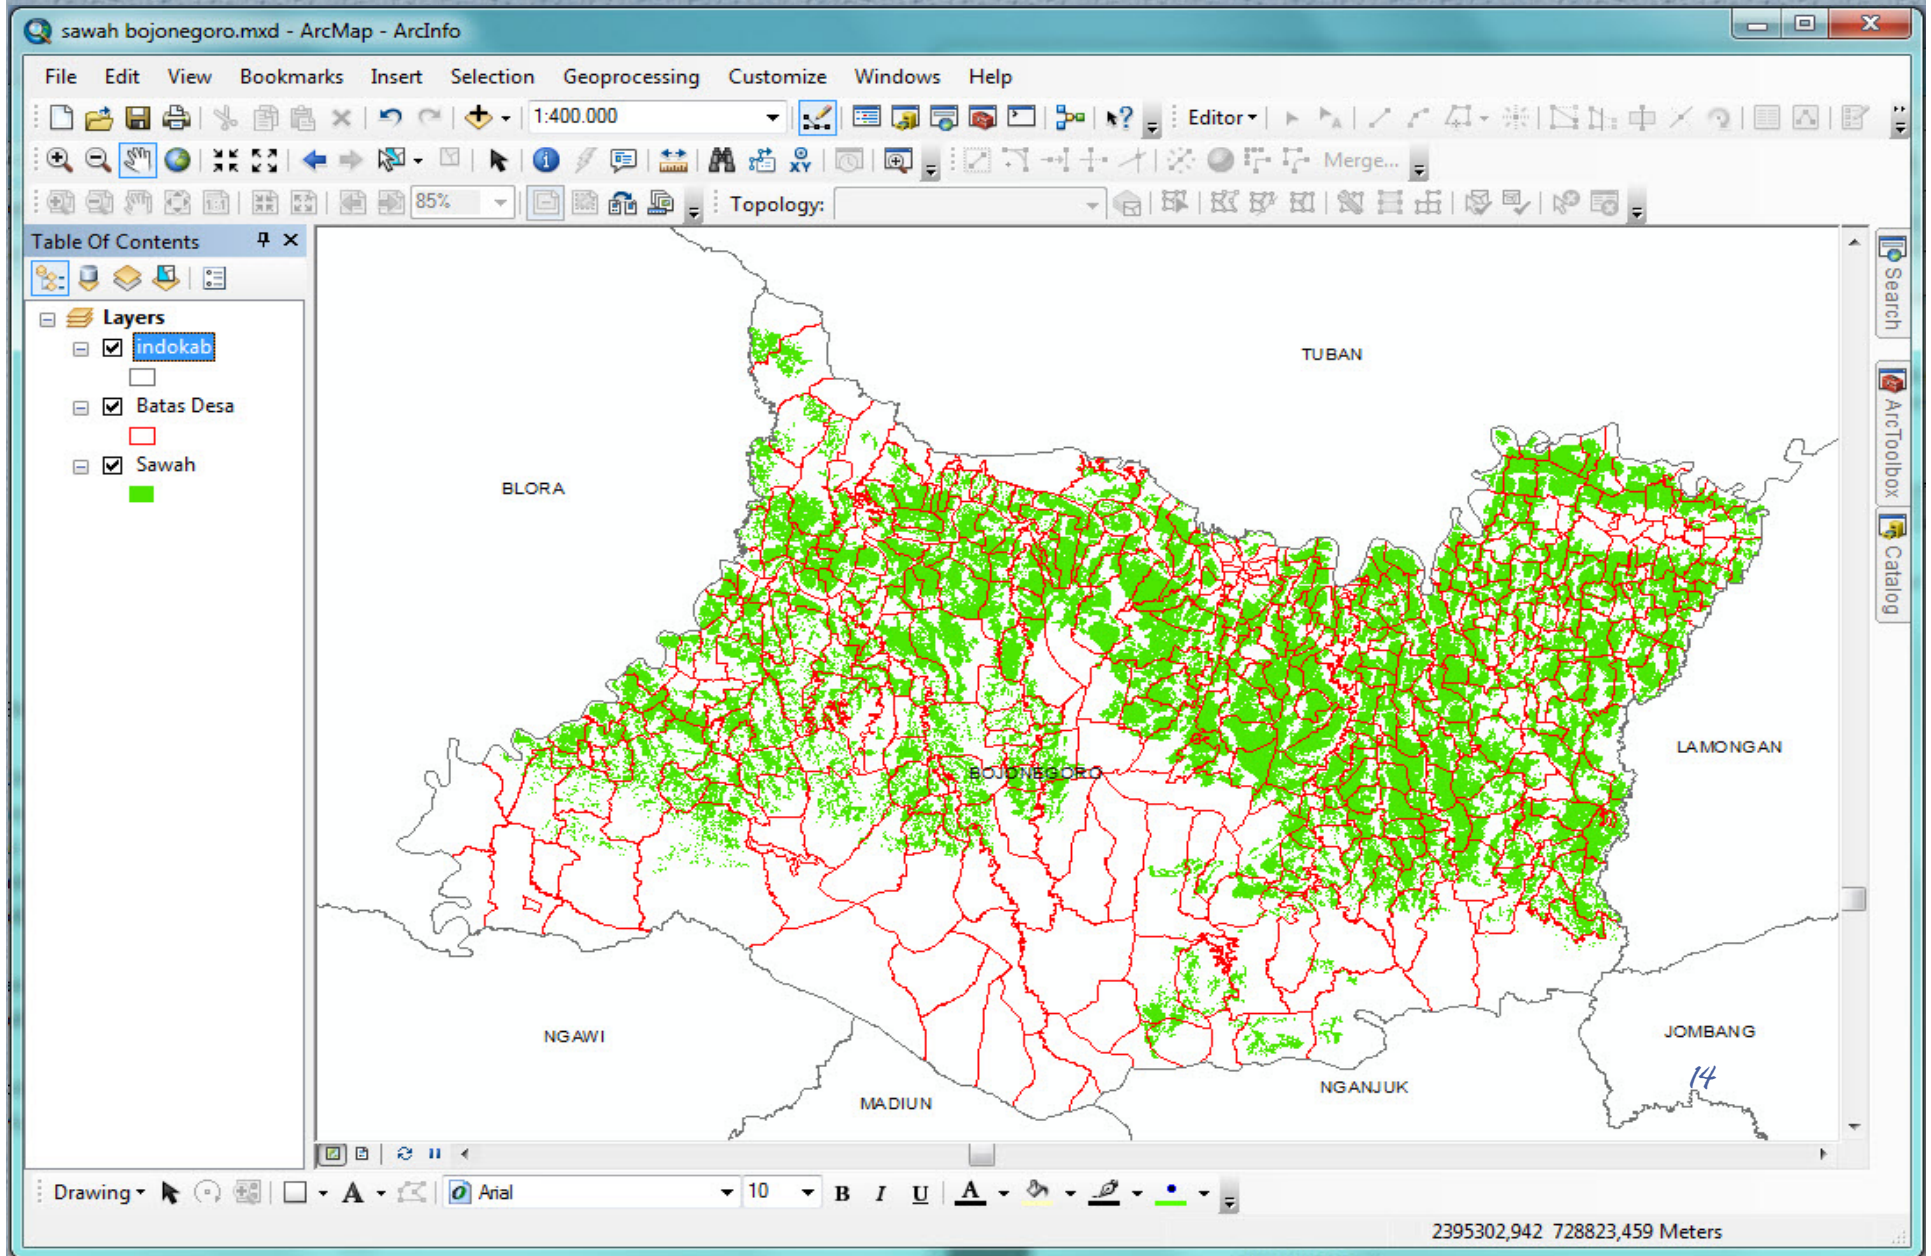 sawah bojonegoro.mxd - ArcMap - ArcInfo
File Edit View Bookmarks Insert Selection Geoprocessing Customize Windows Help
1:400.000 Editor
XY Merge...
85% Topology:
Table Of Contents
Layers
indokab
Batas Desa
Sawah
TUBAN
BLORA
LAMONGAN
BOJONEGORO
NGAWI
JOMBANG
14
NGANJUK
MADIUN
Search
ArcToolbox
Catalog
Drawing A Arial 10 B I U A
2395302,942 728823,459 Meters